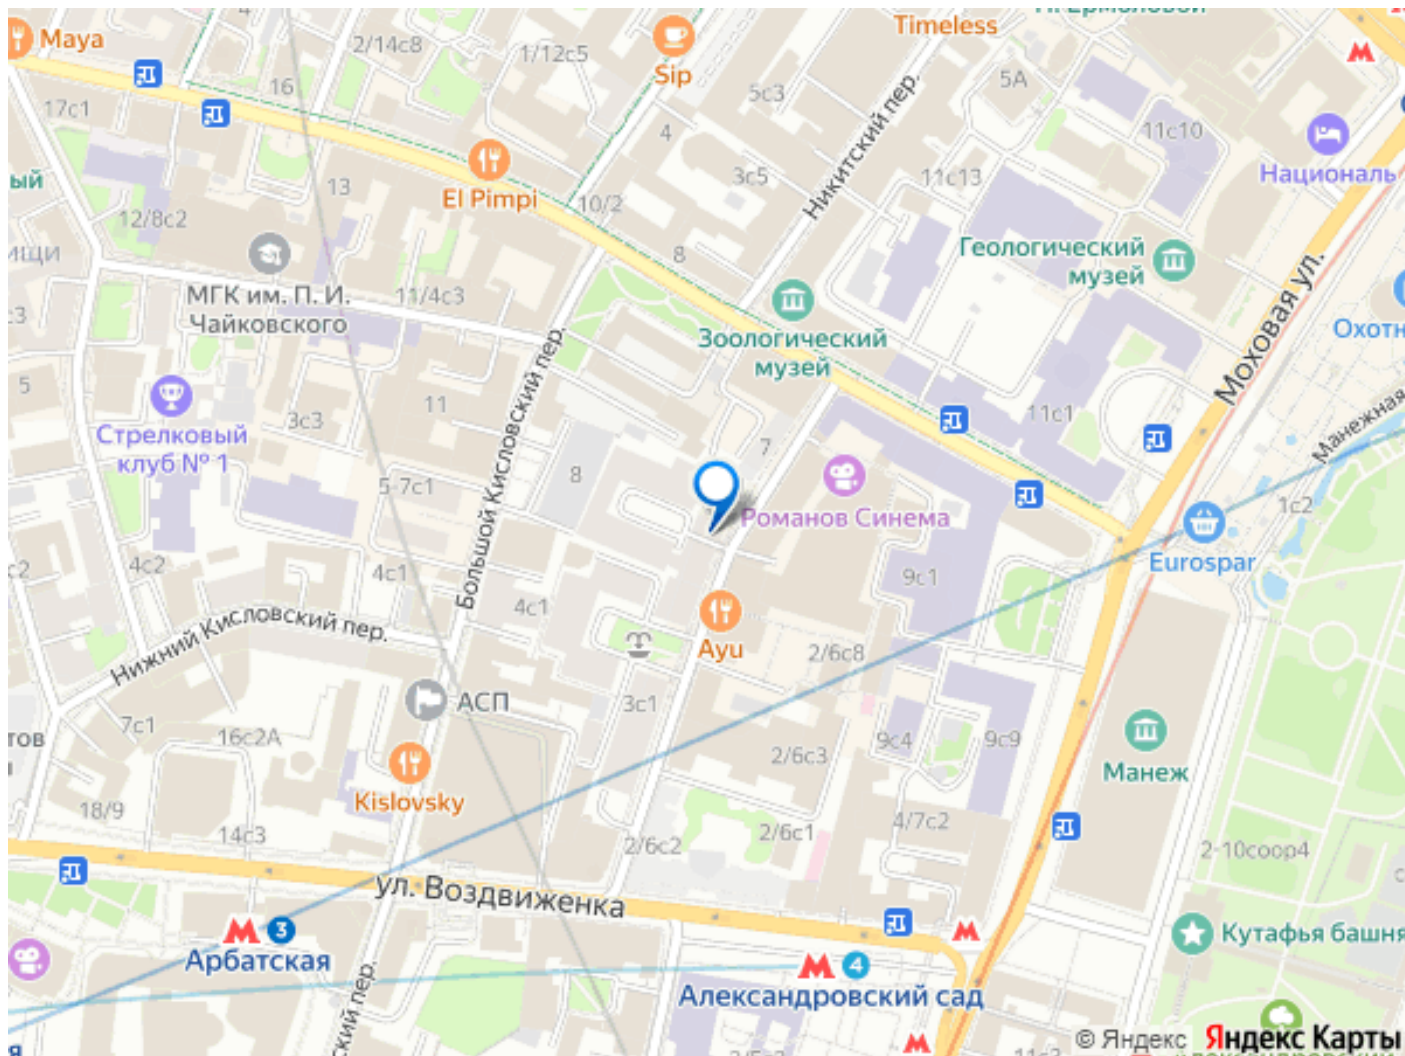 Maya
2/14с8
1/12с5
Sip
Timeless
17с1
16
5с3
5А
4
11с10
Националь
El Pimpi
13
12/8с2
10/2
3с5
11с13
Никитский пер.
ый
8
Геологический
музей
МГК им. П. И.
Чайковского
11/4с3
Зоологический
музей
Моховая ул.
5
3с3
11
Большой Кисловский пер.
11с1
Стрелковый
клуб № 1
5-7с1
8
7
Романов Синема
Манежная
1с2
Eurospar
4с2
4с1
4с1
9с1
Нижний Кисловский пер.
Ayu
2/6с8
АСП
3с1
7с1
16с2А
2/6с3
9с4
9с9
Манеж
Kislovsky
18/9
14с3
2/6с2
2/6с1
4/7с2
2-10соор4
ул. Воздвиженка
3
Арбатская
4
Александровский сад
Кутафья башня
© Яндекс
Яндекс Карты